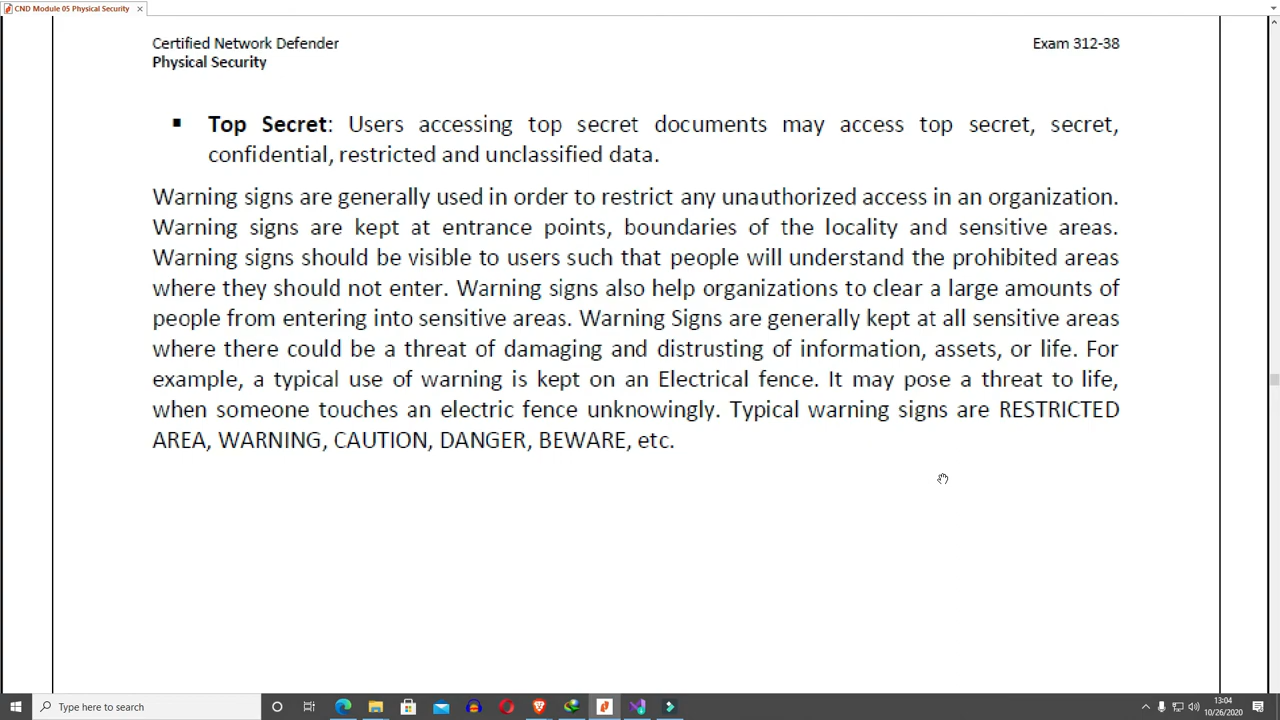 CND Module 05 Physical Security
Certified Network Defender Exam 312-38
Physical Security
▪ Top Secret: Users accessing top secret documents may access top secret, secret,
confidential, restricted and unclassified data.
Warning signs are generally used in order to restrict any unauthorized access in an organization.
Warning signs are kept at entrance points, boundaries of the locality and sensitive areas.
Warning signs should be visible to users such that people will understand the prohibited areas
where they should not enter. Warning signs also help organizations to clear a large amounts of
people from entering into sensitive areas. Warning Signs are generally kept at all sensitive areas
where there could be a threat of damaging and distrusting of information, assets, or life. For
example, a typical use of warning is kept on an Electrical fence. It may pose a threat to life,
when someone touches an electric fence unknowingly. Typical warning signs are RESTRICTED
AREA, WARNING, CAUTION, DANGER, BEWARE, etc.
Type here to search
13:04
10/26/2020